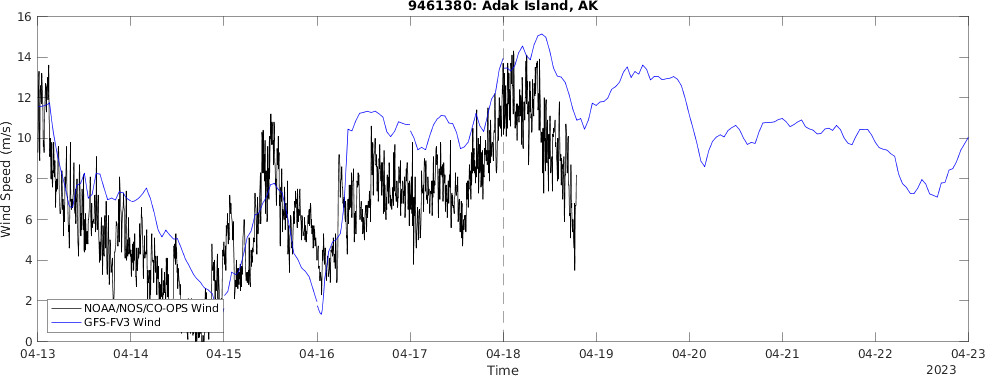 9461380: Adak Island, AK
Wind Speed (m/s)
16
14
12
10
8
6
4
2
0
NOAA/NOS/CO-OPS Wind
GFS-FV3 Wind
04-13 04-14 04-15 04-16 04-17 04-18 04-19 04-20 04-21 04-22 04-23
Time
2023